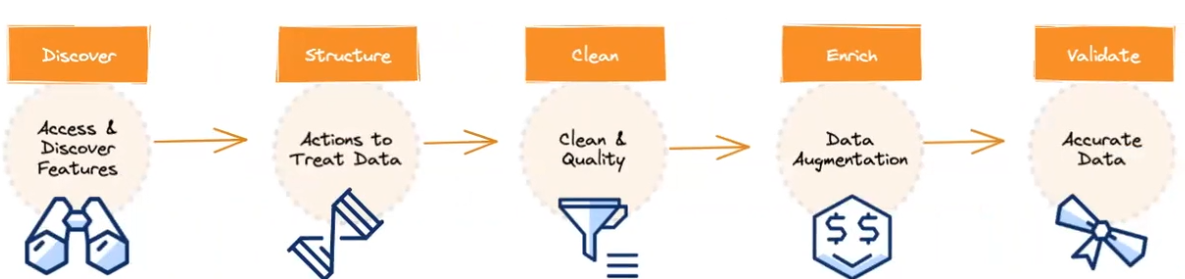 Discover
Structure
Clean
Enrich
Validate
Access &
Discover
Features
Actions to
Treat Data
Clean &
Quality
Data
Augmentation
Accurate
Data
$ $